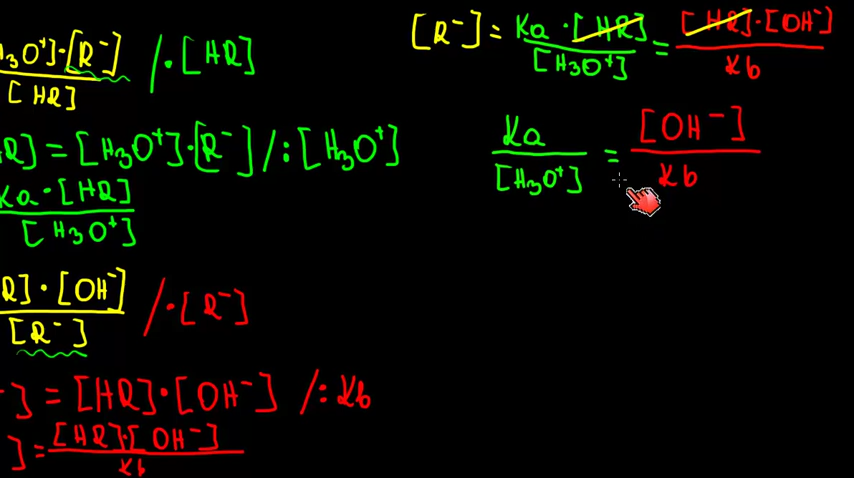 [R⁻] = Ka · [HR] / [H₃O⁺] = [HR] · [OH⁻] / Kb
Ka / [H₃O⁺] = [OH⁻] / Kb
H₃O⁺] · [R⁻] / [HR] / · [HR]
R] = [H₃O⁺] · [R⁻] / : [H₃O⁺]
Ka · [HR] / [H₃O⁺]
R] · [OH⁻] / [R⁻] / · [R⁻]
⁻] = [HR] · [OH⁻] / : Kb
] = [HR] · [OH⁻] / Kb